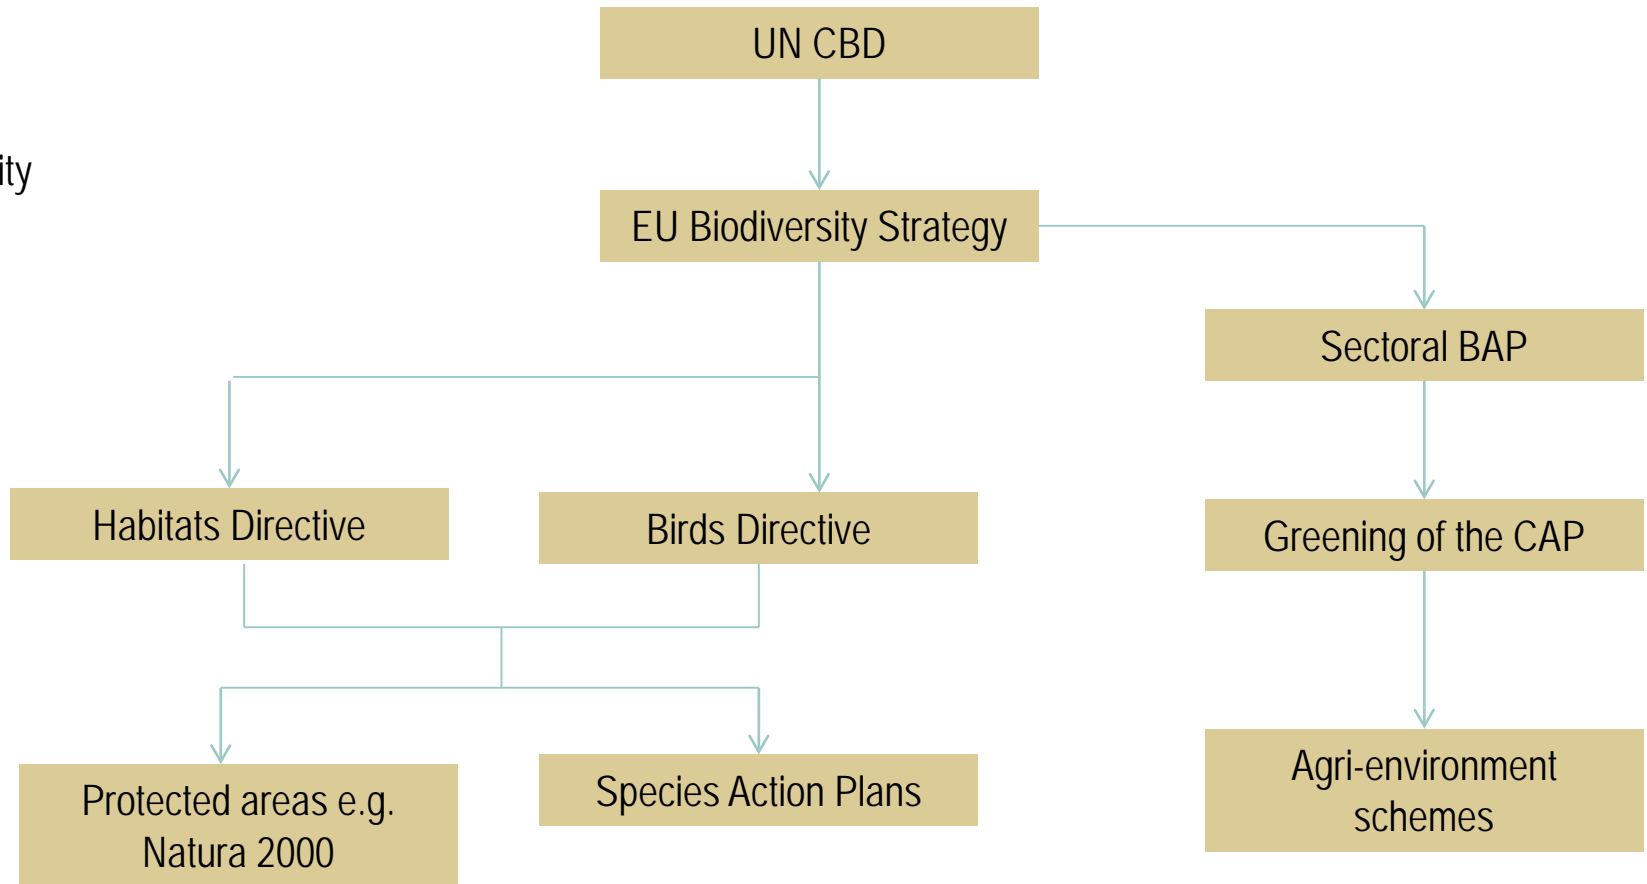 UN CBD
ity
EU Biodiversity Strategy
Sectoral BAP
Habitats Directive
Birds Directive
Greening of the CAP
Protected areas e.g.
Natura 2000
Species Action Plans
Agri-environment
schemes